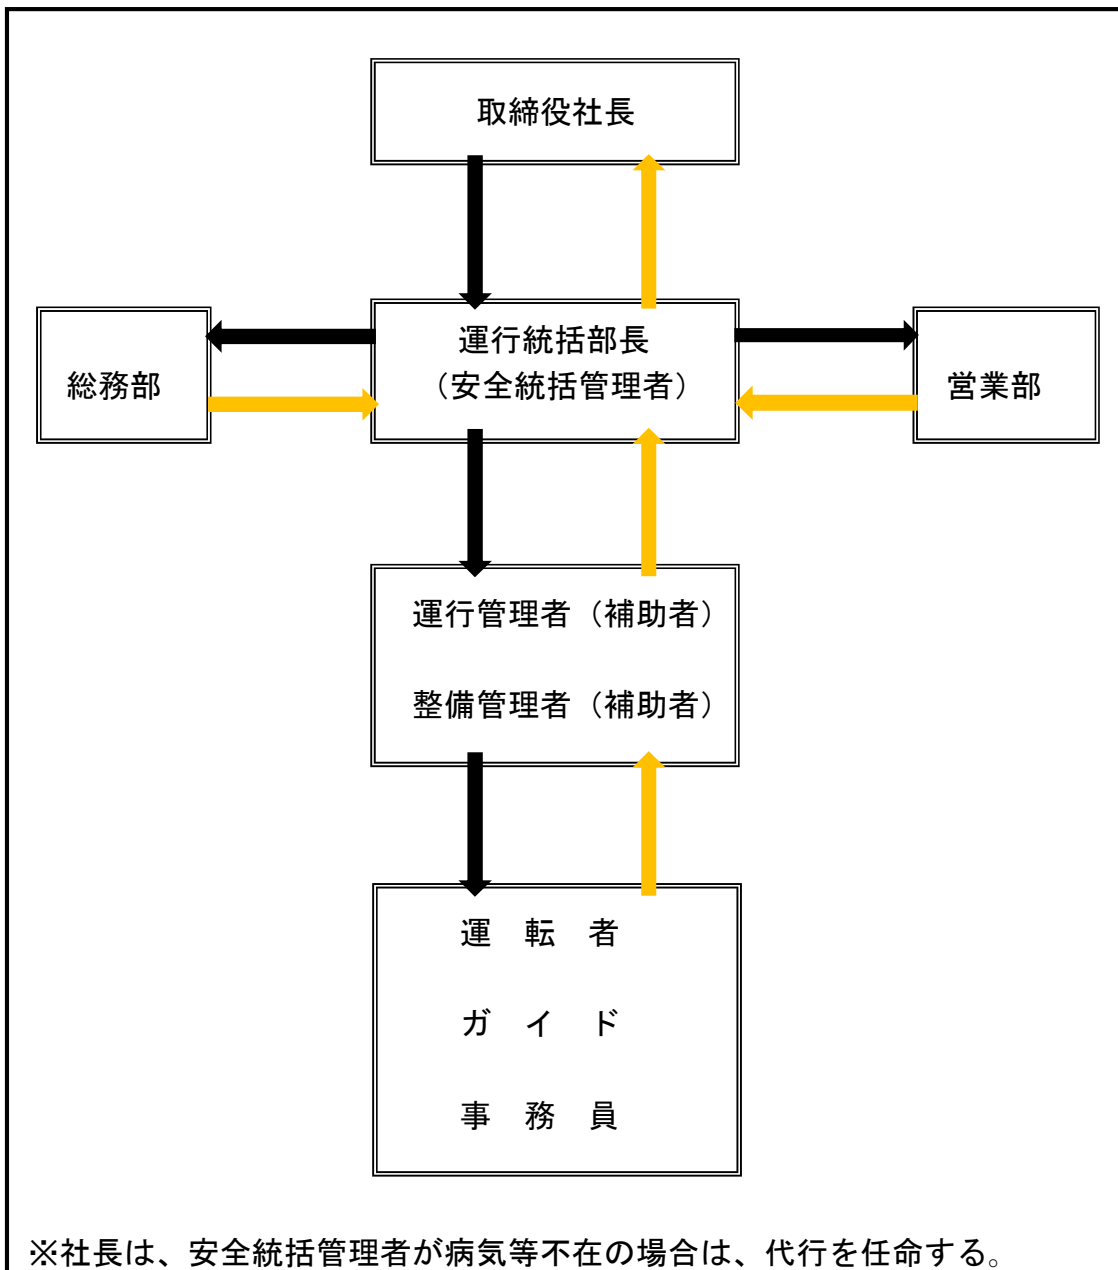 取締役社長
運行統括部長
（安全統括管理者）
総務部
営業部
運行管理者（補助者）
整備管理者（補助者）
運　転　者
ガ　イ　ド
事　務　員
※社長は、安全統括管理者が病気等不在の場合は、代行を任命する。